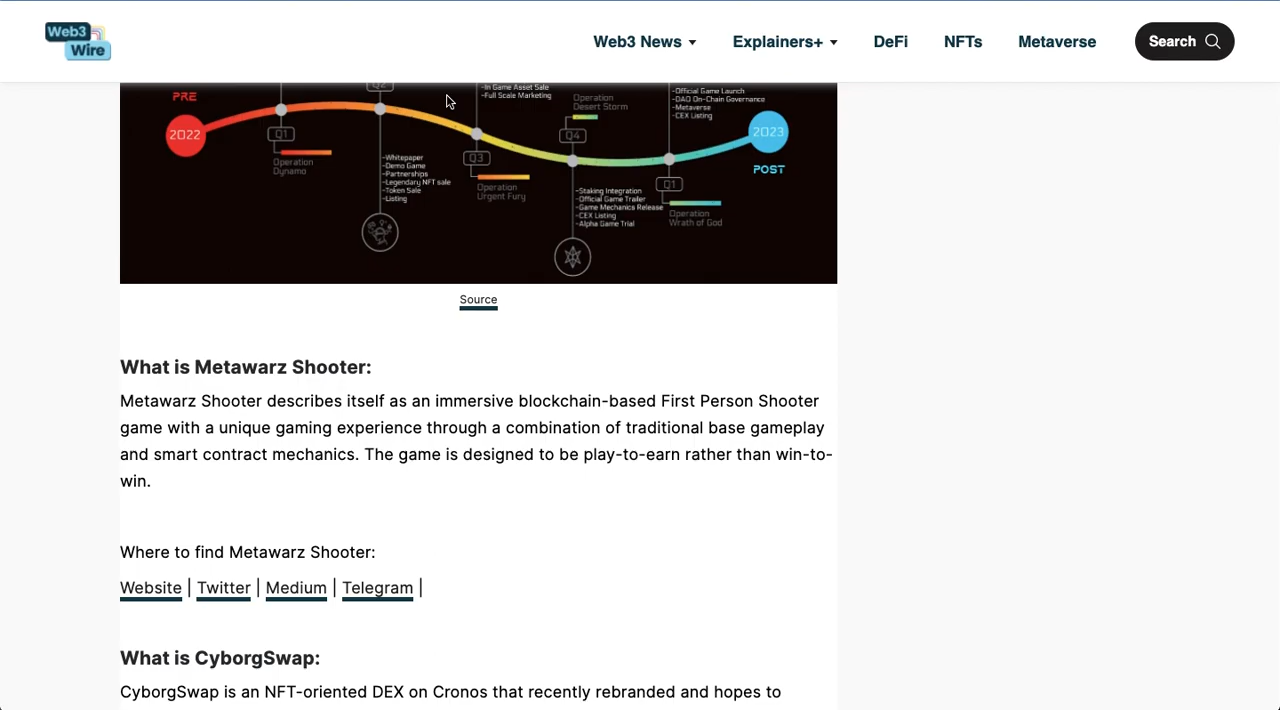 Web3 Wire
Web3 News
Explainers+
DeFi
NFTs
Metaverse
Search
PRE
2022
Q1
Operation
Dynamo
Q2
-Whitepaper
-Demo Game
-Partnerships
-Legendary NFT sale
-Token Sale
-Listing
-In Game Asset Sale
-Full Scale Marketing
Q3
Operation
Urgent Fury
Operation
Desert Storm
Q4
-Staking Integration
-Official Game Trailer
-Game Mechanics Release
-CEX Listing
-Alpha Game Trial
-Official Game Launch
-DAO On-Chain Governance
-Metaverse
-CEX Listing
Q1
Operation
Wrath of God
2023
POST
Source
What is Metawarz Shooter:
Metawarz Shooter describes itself as an immersive blockchain-based First Person Shooter
game with a unique gaming experience through a combination of traditional base gameplay
and smart contract mechanics. The game is designed to be play-to-earn rather than win-to-
win.
Where to find Metawarz Shooter:
Website | Twitter | Medium | Telegram |
What is CyborgSwap:
CyborgSwap is an NFT-oriented DEX on Cronos that recently rebranded and hopes to